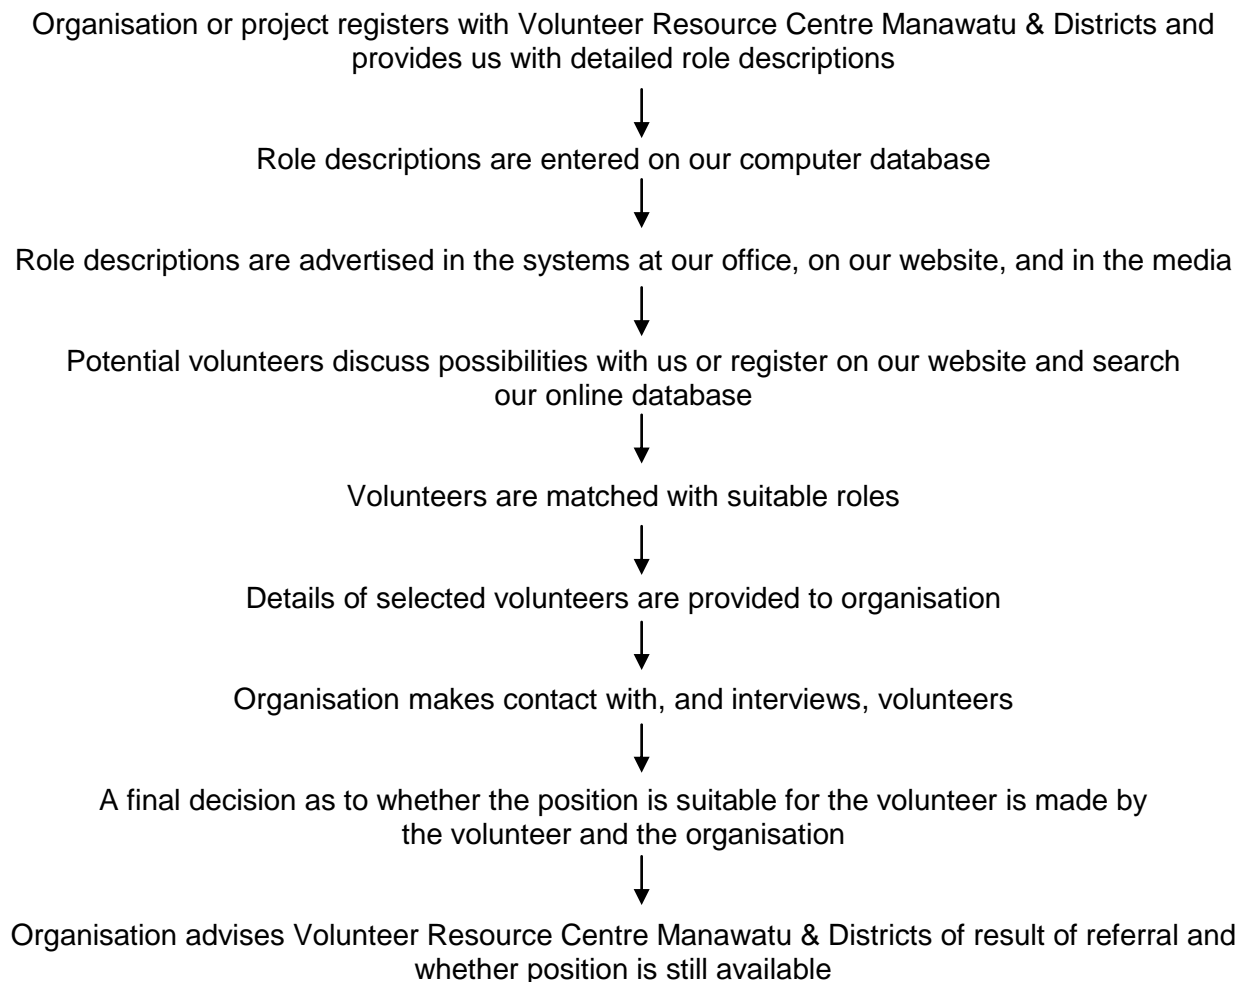 Organisation or project registers with Volunteer Resource Centre Manawatu & Districts and
provides us with detailed role descriptions
Role descriptions are entered on our computer database
Role descriptions are advertised in the systems at our office, on our website, and in the media
Potential volunteers discuss possibilities with us or register on our website and search
our online database
Volunteers are matched with suitable roles
Details of selected volunteers are provided to organisation
Organisation makes contact with, and interviews, volunteers
A final decision as to whether the position is suitable for the volunteer is made by
the volunteer and the organisation
Organisation advises Volunteer Resource Centre Manawatu & Districts of result of referral and
whether position is still available